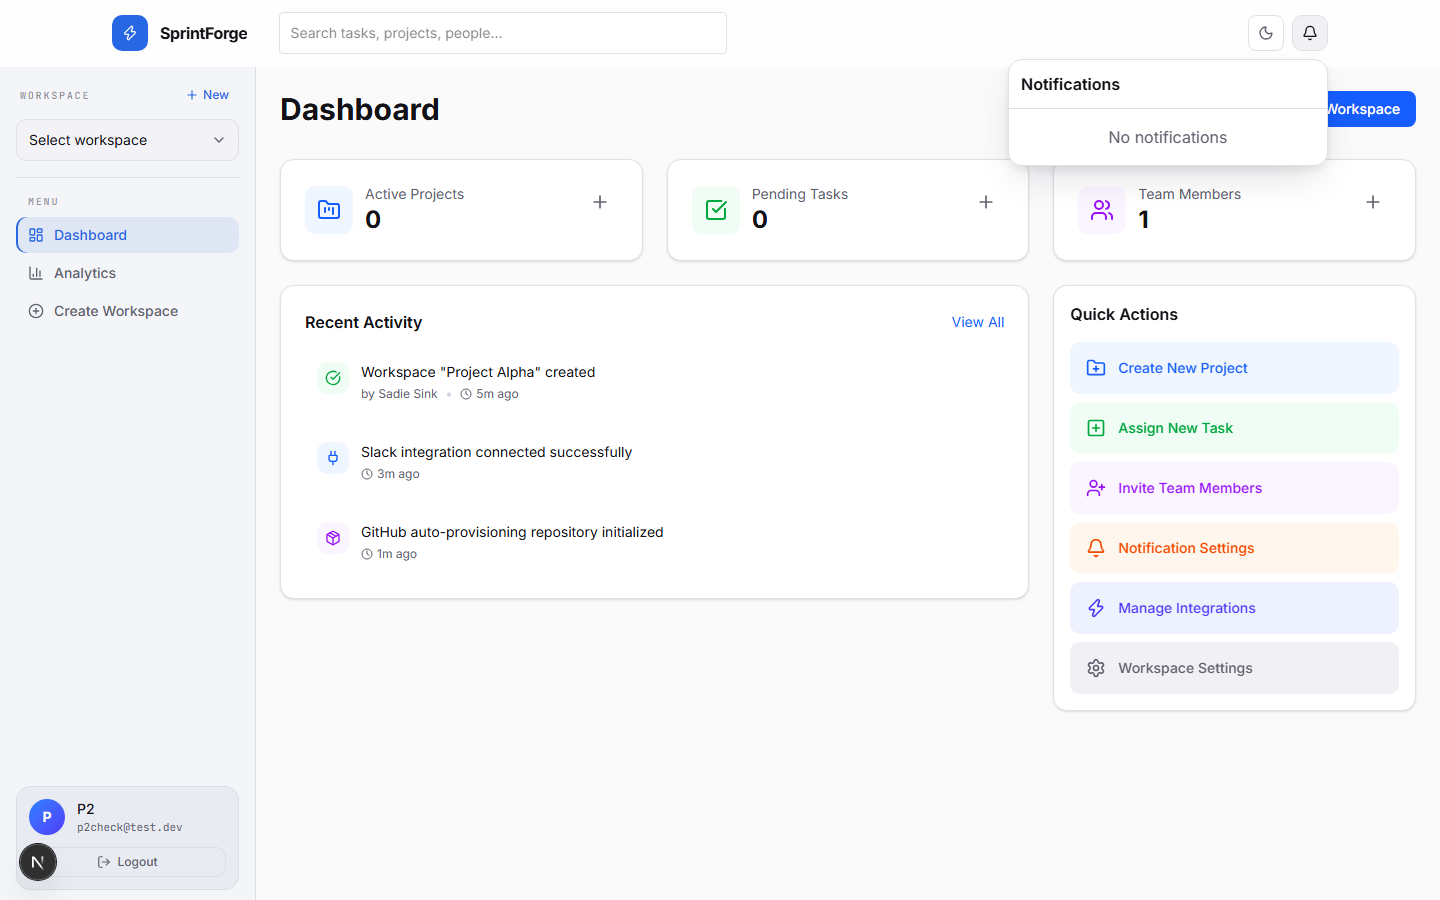 SprintForge
Search tasks, projects, people...
WORKSPACE
New
Select workspace
MENU
Dashboard
Analytics
Create Workspace
P
P2
p2check@test.dev
N
Logout
Dashboard
Workspace
Notifications
No notifications
Active Projects
0
Pending Tasks
0
Team Members
1
Recent Activity
View All
Workspace "Project Alpha" created
by Sadie Sink • 5m ago
Slack integration connected successfully
3m ago
GitHub auto-provisioning repository initialized
1m ago
Quick Actions
Create New Project
Assign New Task
Invite Team Members
Notification Settings
Manage Integrations
Workspace Settings